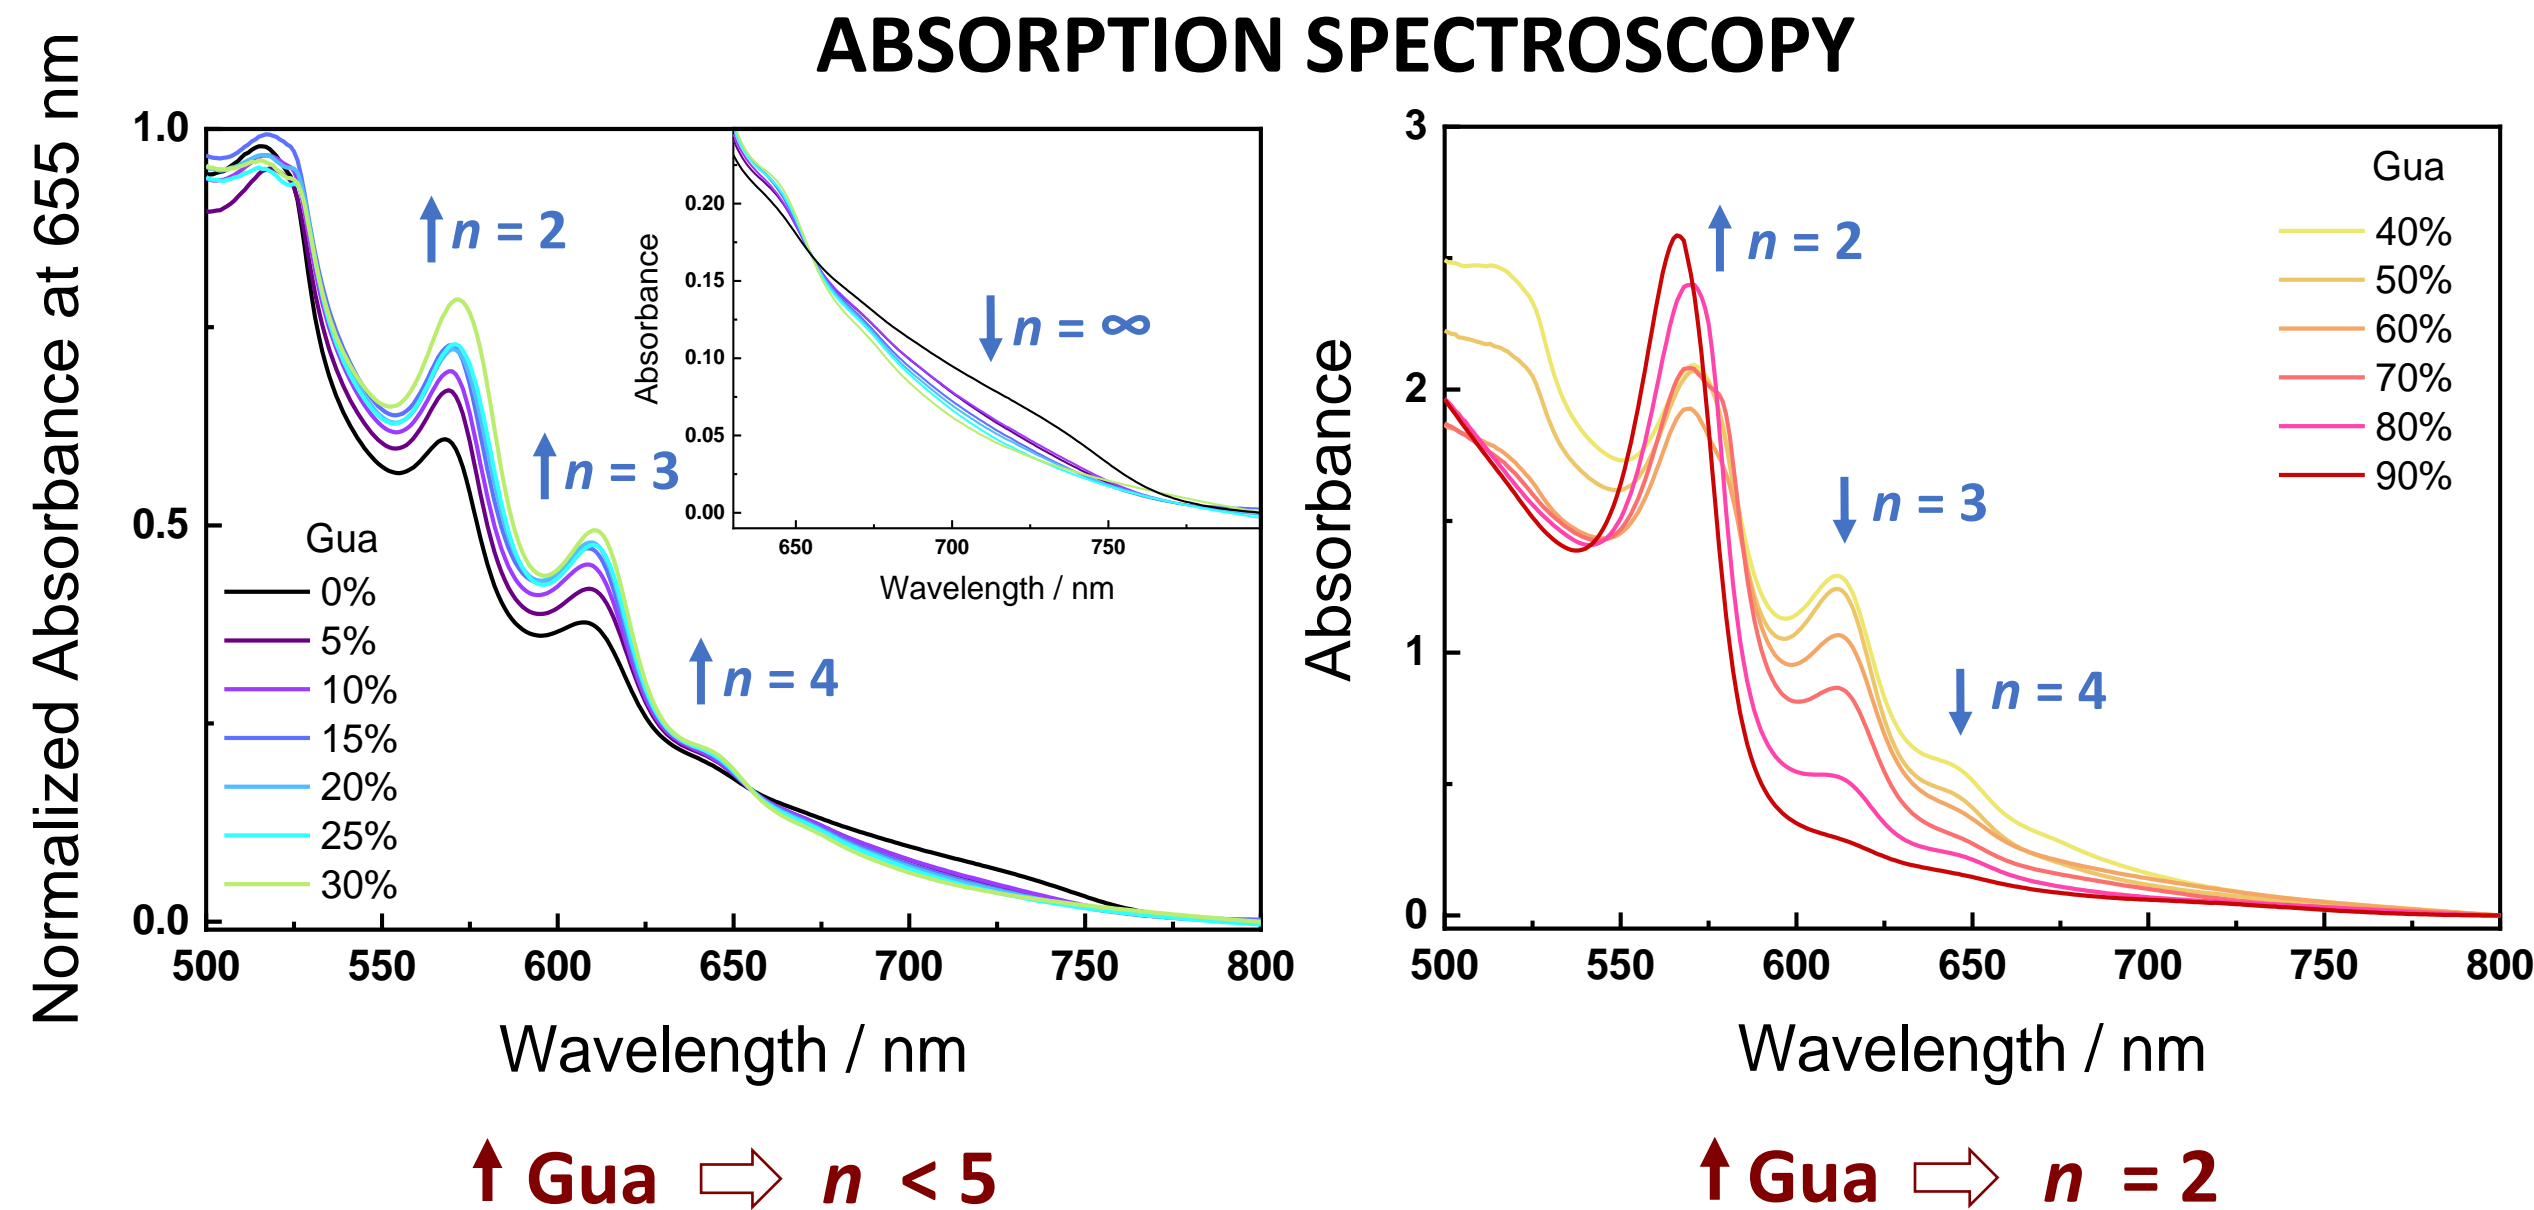 ABSORPTION SPECTROSCOPY
Normalized Absorbance at 655 nm
1.0
0.5
0.0
500 550 600 650 700 750 800
Wavelength / nm
n = 2
n = 3
n = 4
Gua
0%
5%
10%
15%
20%
25%
30%
Absorbance
0.20
0.15
0.10
0.05
0.00
650 700 750
Wavelength / nm
n = ∞
↑ Gua ⇨ n < 5
Absorbance
3
2
1
0
500 550 600 650 700 750 800
Wavelength / nm
n = 2
n = 3
n = 4
Gua
40%
50%
60%
70%
80%
90%
↑ Gua ⇨ n = 2